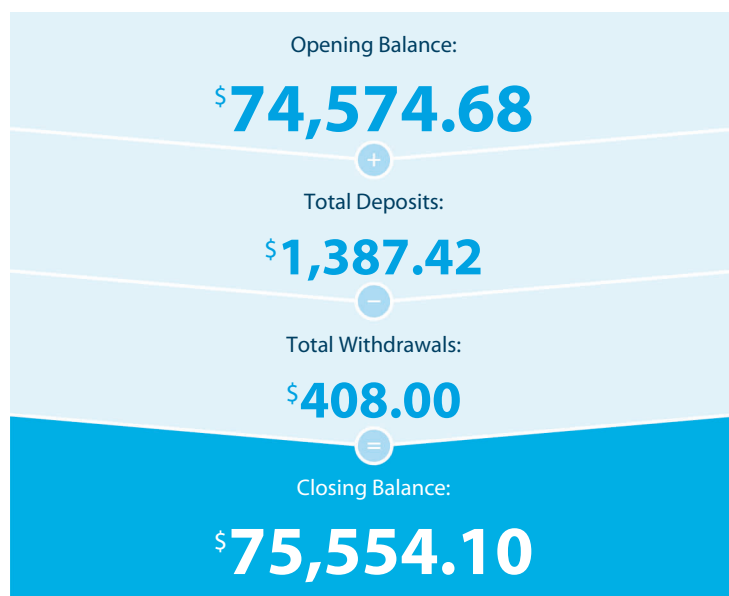 Opening Balance:
$74,574.68
+
Total Deposits:
$1,387.42
−
Total Withdrawals:
$408.00
=
Closing Balance:
$75,554.10